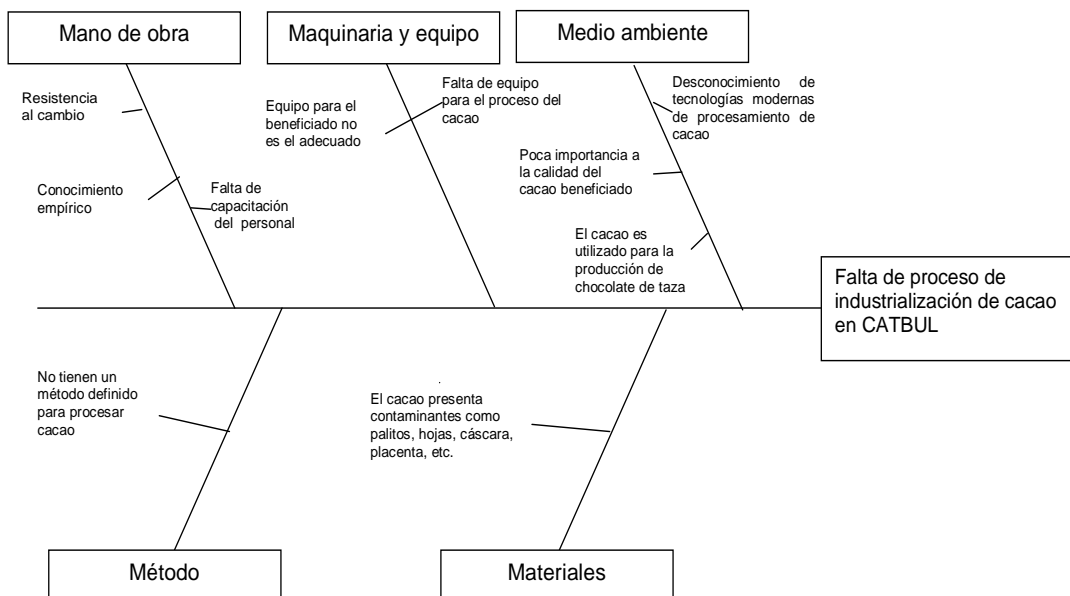 Mano de obra
Maquinaria y equipo
Medio ambiente
Resistencia
al cambio
Conocimiento
empírico
Falta de
capacitación
del personal
Equipo para el
beneficiado no
es el adecuado
Falta de equipo
para el proceso del
cacao
Desconocimiento de
tecnologías modernas
de procesamiento de
cacao
Poca importancia a
la calidad del
cacao beneficiado
El cacao es
utilizado para la
producción de
chocolate de taza
Falta de proceso de
industrialización de cacao
en CATBUL
No tienen un
método definido
para procesar
cacao
El cacao presenta
contaminantes como
palitos, hojas, cáscara,
placenta, etc.
Método
Materiales